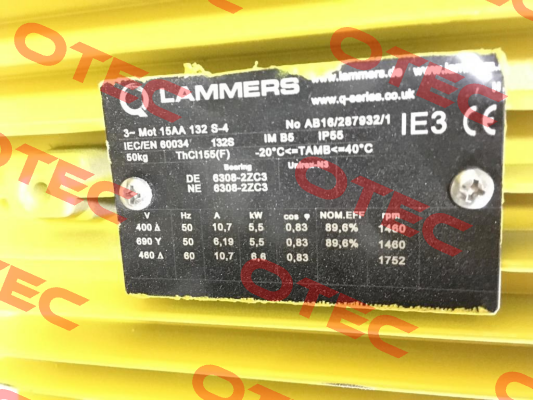 Q LAMMERS
www.lammers.de
www.q-series.co.uk
3~ Mot 15AA 132 S-4
No AB16/287932/1
IE3 CE
IEC/EN 60034 132S IM B5 IP55
50kg ThCl155(F) -20°C<=TAMB<=40°C
Bearing Unirex-N3
DE 6308-2ZC3
NE 6308-2ZC3
V Hz A kW cos φ NOM.EFF rpm
400 Δ 50 10,7 5,5 0,83 89,6% 1460
690 Y 50 6,19 5,5 0,83 89,6% 1460
460 Δ 60 10,7 6,6 0,83 1752
OTEC
OTEC
OTEC
OTEC
OTEC
OTEC
OTEC
OTEC